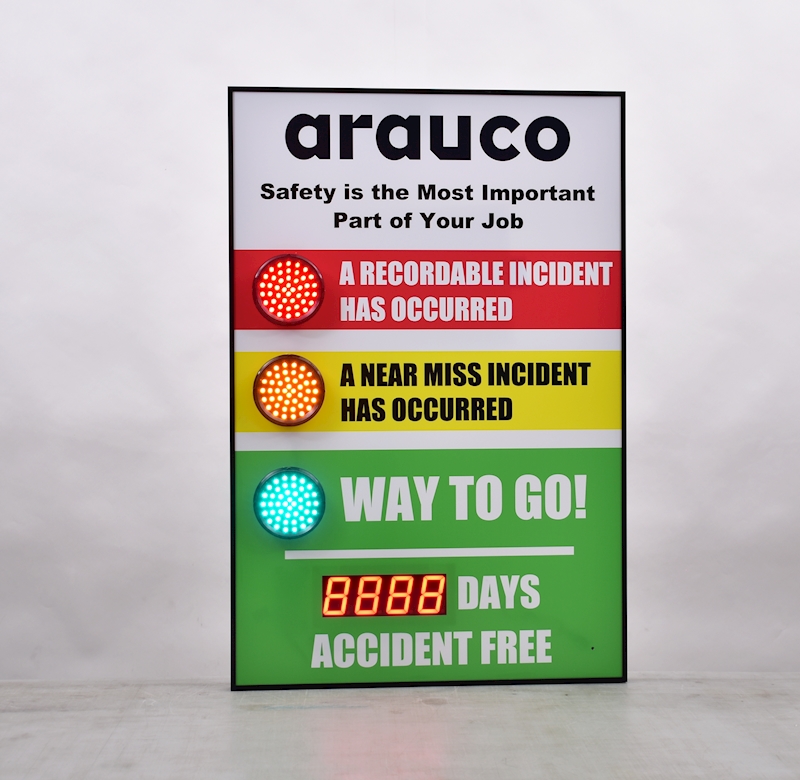 arauco
Safety is the Most Important
Part of Your Job
A RECORDABLE INCIDENT
HAS OCCURRED
A NEAR MISS INCIDENT
HAS OCCURRED
WAY TO GO!
8888 DAYS
ACCIDENT FREE